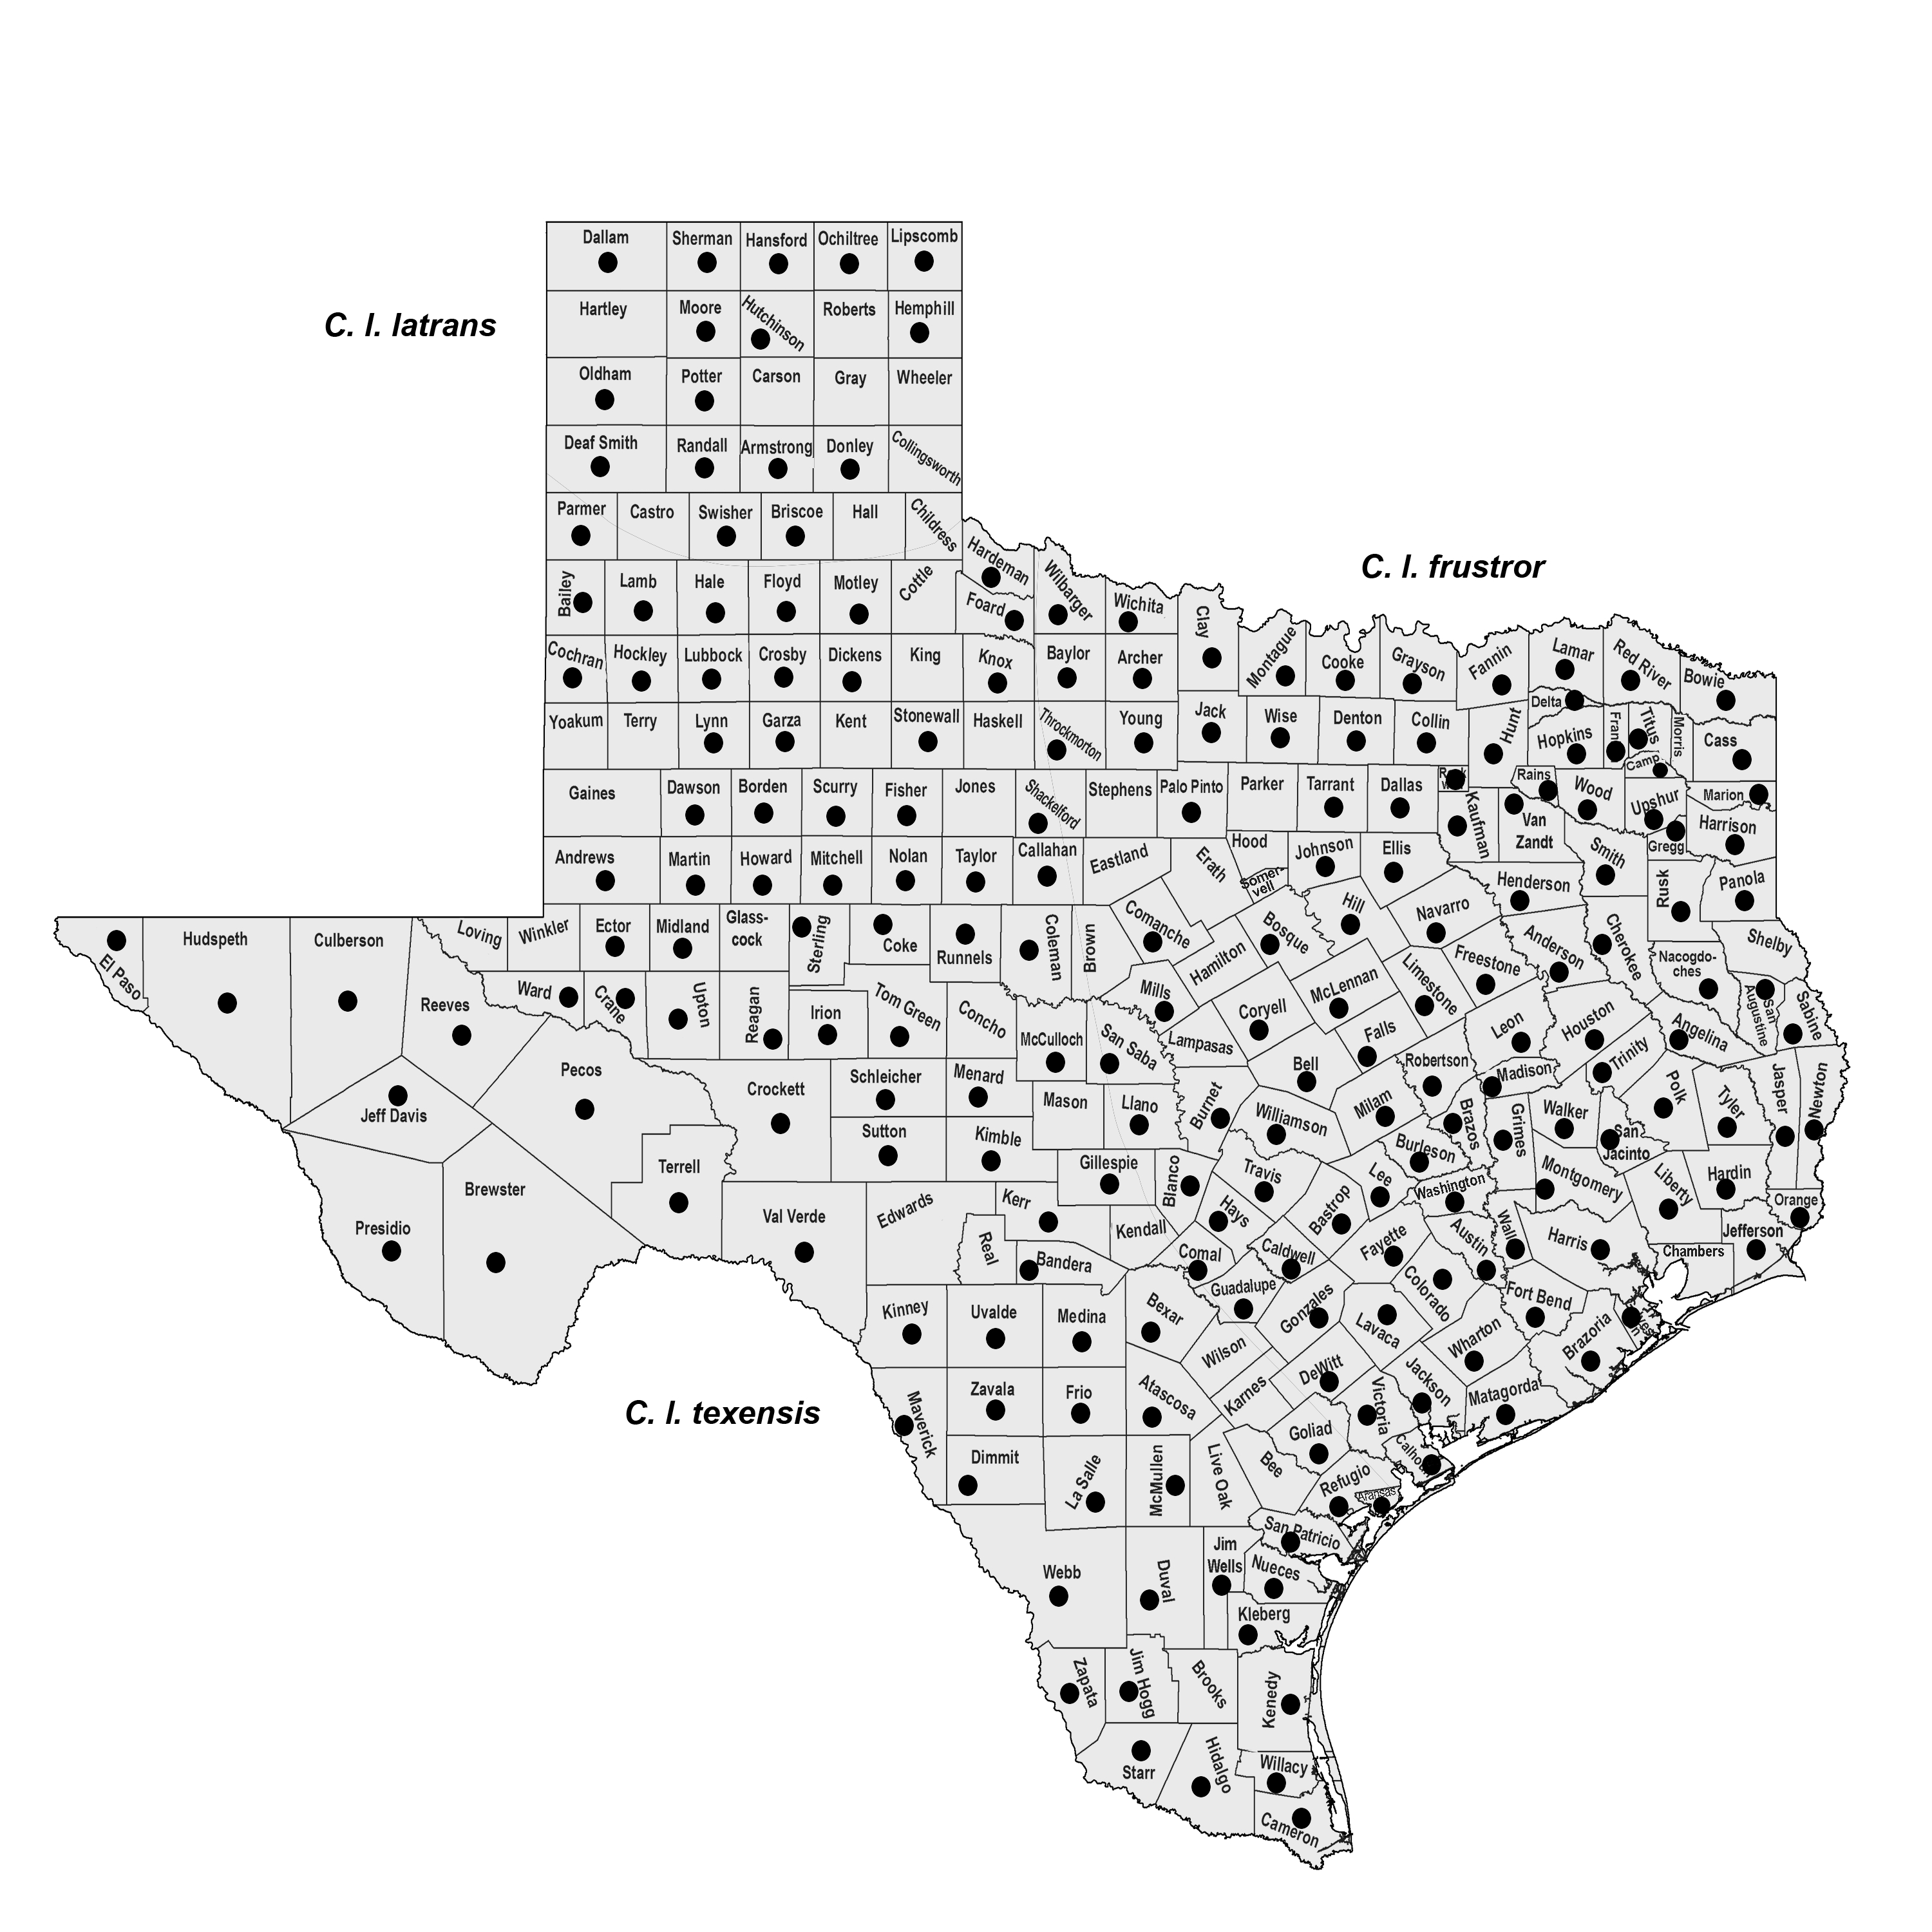 Dallam Sherman Hansford Ochiltree Lipscomb
C. l. latrans
Hartley Moore Hutchinson Roberts Hemphill
Oldham Potter Carson Gray Wheeler
Deaf Smith Randall Armstrong Donley Collingsworth
Parmer Castro Swisher Briscoe Hall Childress
Hardeman
C. l. frustror
Bailey Lamb Hale Floyd Motley Cottle Foard Wilbarger Wichita Clay
Montague Cooke Grayson Fannin Lamar Red River Bowie
Cochran Hockley Lubbock Crosby Dickens King Knox Baylor Archer
Delta
Yoakum Terry Lynn Garza Kent Stonewall Haskell Throckmorton Young Jack Wise Denton Collin Hunt Hopkins Fran Titus Morris Cass
Camp
Gaines Dawson Borden Scurry Fisher Jones Shackelford Stephens Palo Pinto Parker Tarrant Dallas Kaufman Rains Wood Upshur Marion
Van
Zandt
Harrison
Gregg
Andrews Martin Howard Mitchell Nolan Taylor Callahan Eastland Erath Hood Johnson Ellis Smith
Somer-
vell
Henderson Rusk Panola
El Paso Hudspeth Culberson Loving Winkler Ector Midland
Glass-
cock
Sterling Coke Runnels Coleman Brown Comanche Hamilton Bosque Hill Navarro Anderson Cherokee Shelby
Nacogdo-
ches
Reeves Ward Crane Upton Reagan Irion Tom Green Concho McCulloch San Saba Mills Lampasas Coryell McLennan Limestone Freestone
Falls Leon Houston Angelina
San
Augustine
Sabine
Jeff Davis Pecos Crockett Schleicher Menard Mason Llano Burnet Bell Milam Robertson Madison Trinity Polk Tyler Jasper Newton
Williamson Brazos Grimes Walker
San
Jacinto
Terrell Sutton Kimble Gillespie Blanco Travis Lee Burleson Washington Montgomery Liberty Hardin Orange
Presidio Brewster Val Verde Edwards Kerr Kendall Hays Bastrop Fayette Austin Wall Harris Jefferson
Chambers
Real Bandera Comal Caldwell Colorado
Guadalupe Fort Bend
Kinney Uvalde Medina Bexar Wilson Gonzales Lavaca Wharton Brazoria
C. l. texensis
Maverick Zavala Frio Atascosa Karnes DeWitt Victoria Jackson Matagorda
Dimmit La Salle McMullen Live Oak Bee Goliad Refugio Calhou
Aransas
San Patricio
Webb Duval
Jim
Wells
Nueces
Kleberg
Zapata Jim Hogg Brooks Kenedy
Starr Hidalgo Willacy
Cameron